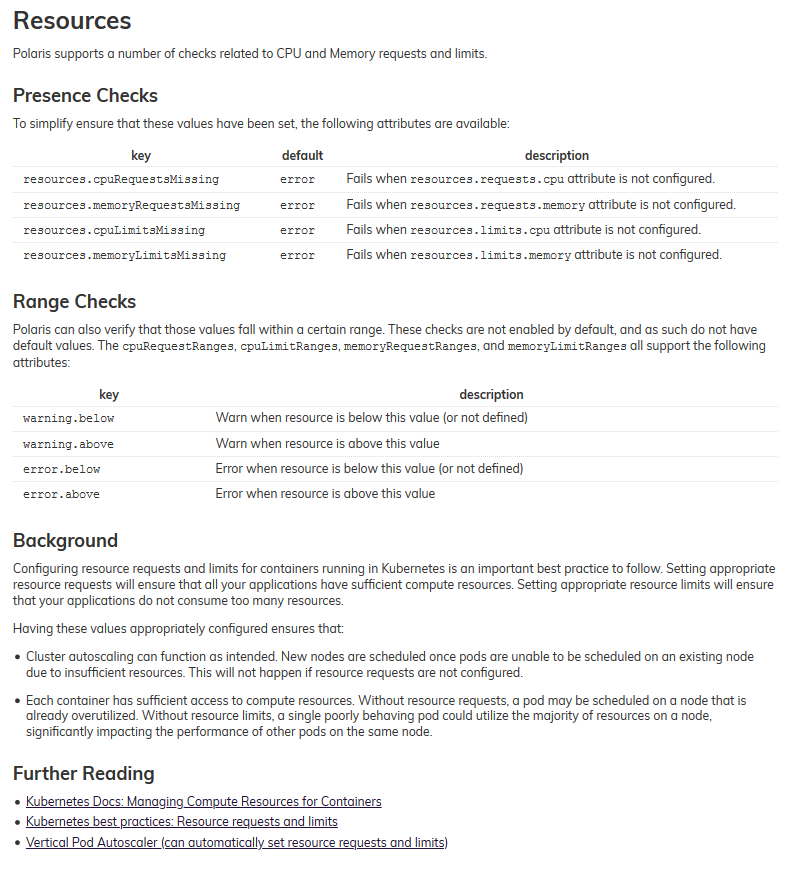 Resources
Polaris supports a number of checks related to CPU and Memory requests and limits.
Presence Checks
To simplify ensure that these values have been set, the following attributes are available:
key default description
resources.cpuRequestsMissing error Fails when resources.requests.cpu attribute is not configured.
resources.memoryRequestsMissing error Fails when resources.requests.memory attribute is not configured.
resources.cpuLimitsMissing error Fails when resources.limits.cpu attribute is not configured.
resources.memoryLimitsMissing error Fails when resources.limits.memory attribute is not configured.
Range Checks
Polaris can also verify that those values fall within a certain range. These checks are not enabled by default, and as such do not have
default values. The cpuRequestRanges, cpuLimitRanges, memoryRequestRanges, and memoryLimitRanges all support the following
attributes:
key description
warning.below Warn when resource is below this value (or not defined)
warning.above Warn when resource is above this value
error.below Error when resource is below this value (or not defined)
error.above Error when resource is above this value
Background
Configuring resource requests and limits for containers running in Kubernetes is an important best practice to follow. Setting appropriate
resource requests will ensure that all your applications have sufficient compute resources. Setting appropriate resource limits will ensure
that your applications do not consume too many resources.
Having these values appropriately configured ensures that:
• Cluster autoscaling can function as intended. New nodes are scheduled once pods are unable to be scheduled on an existing node
due to insufficient resources. This will not happen if resource requests are not configured.
• Each container has sufficient access to compute resources. Without resource requests, a pod may be scheduled on a node that is
already overutilized. Without resource limits, a single poorly behaving pod could utilize the majority of resources on a node,
significantly impacting the performance of other pods on the same node.
Further Reading
• Kubernetes Docs: Managing Compute Resources for Containers
• Kubernetes best practices: Resource requests and limits
• Vertical Pod Autoscaler (can automatically set resource requests and limits)